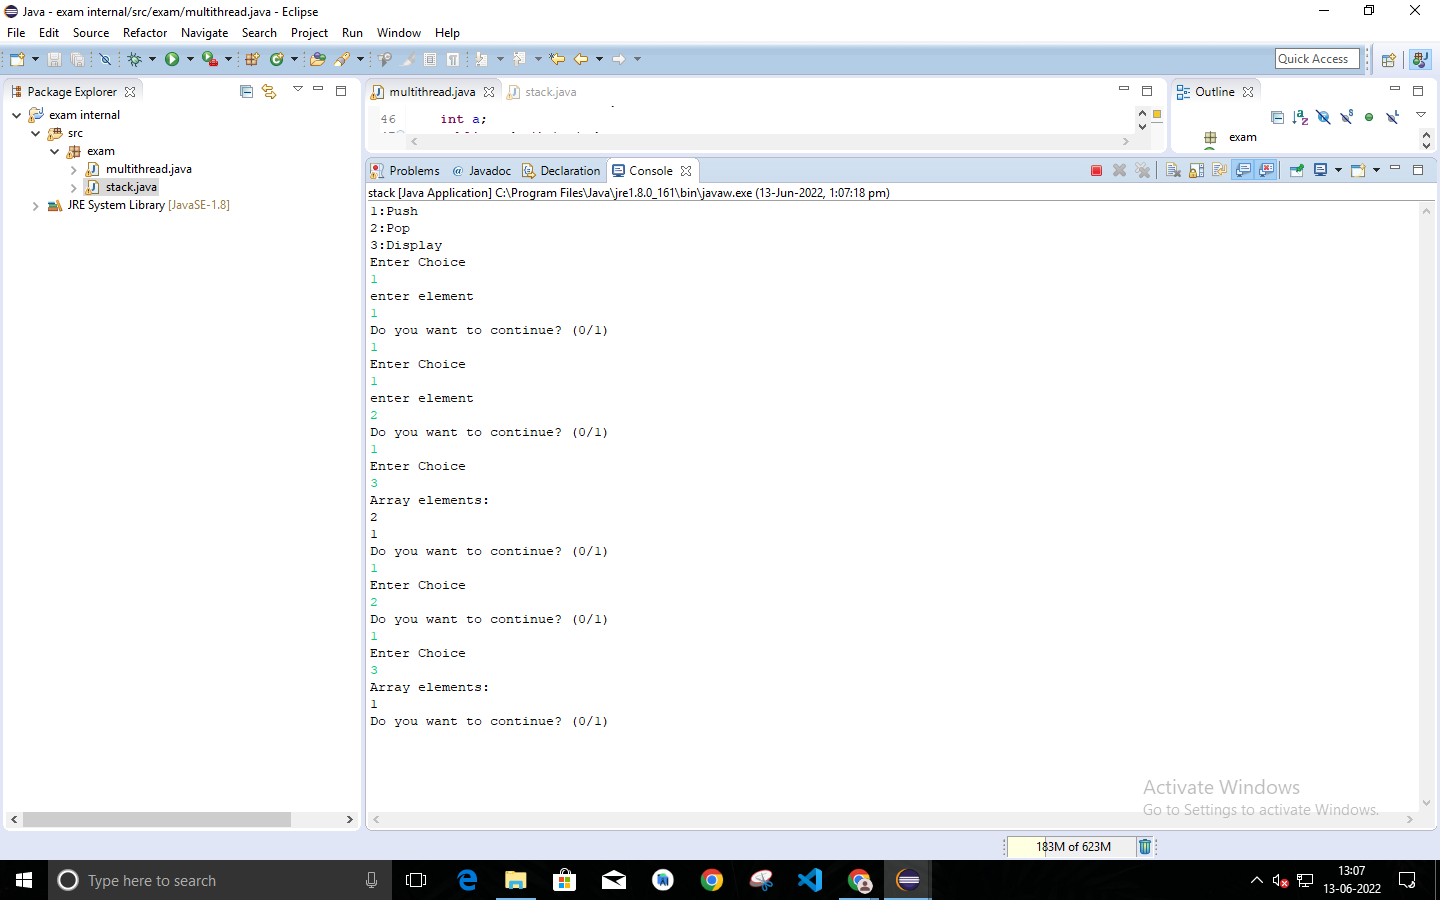 Java - exam internal/src/exam/multithread.java - Eclipse
File Edit Source Refactor Navigate Search Project Run Window Help
Quick Access
Package Explorer
exam internal
src
exam
multithread.java
stack.java
JRE System Library [JavaSE-1.8]
multithread.java stack.java
46 int a;
Outline
exam
Problems @ Javadoc Declaration Console
stack [Java Application] C:\Program Files\Java\jre1.8.0_161\bin\javaw.exe (13-Jun-2022, 1:07:18 pm)
1:Push
2:Pop
3:Display
Enter Choice
1
enter element
1
Do you want to continue? (0/1)
1
Enter Choice
1
enter element
2
Do you want to continue? (0/1)
1
Enter Choice
3
Array elements:
2
1
Do you want to continue? (0/1)
1
Enter Choice
2
Do you want to continue? (0/1)
1
Enter Choice
3
Array elements:
1
Do you want to continue? (0/1)
Activate Windows
Go to Settings to activate Windows.
183M of 623M
Type here to search
13:07
13-06-2022